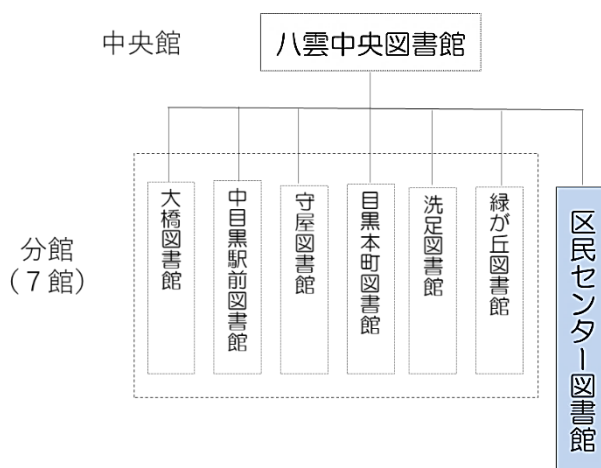 中央館
八雲中央図書館
分館
（７館）
大橋図書館
中目黒駅前図書館
守屋図書館
目黒本町図書館
洗足図書館
緑が丘図書館
区民センター図書館